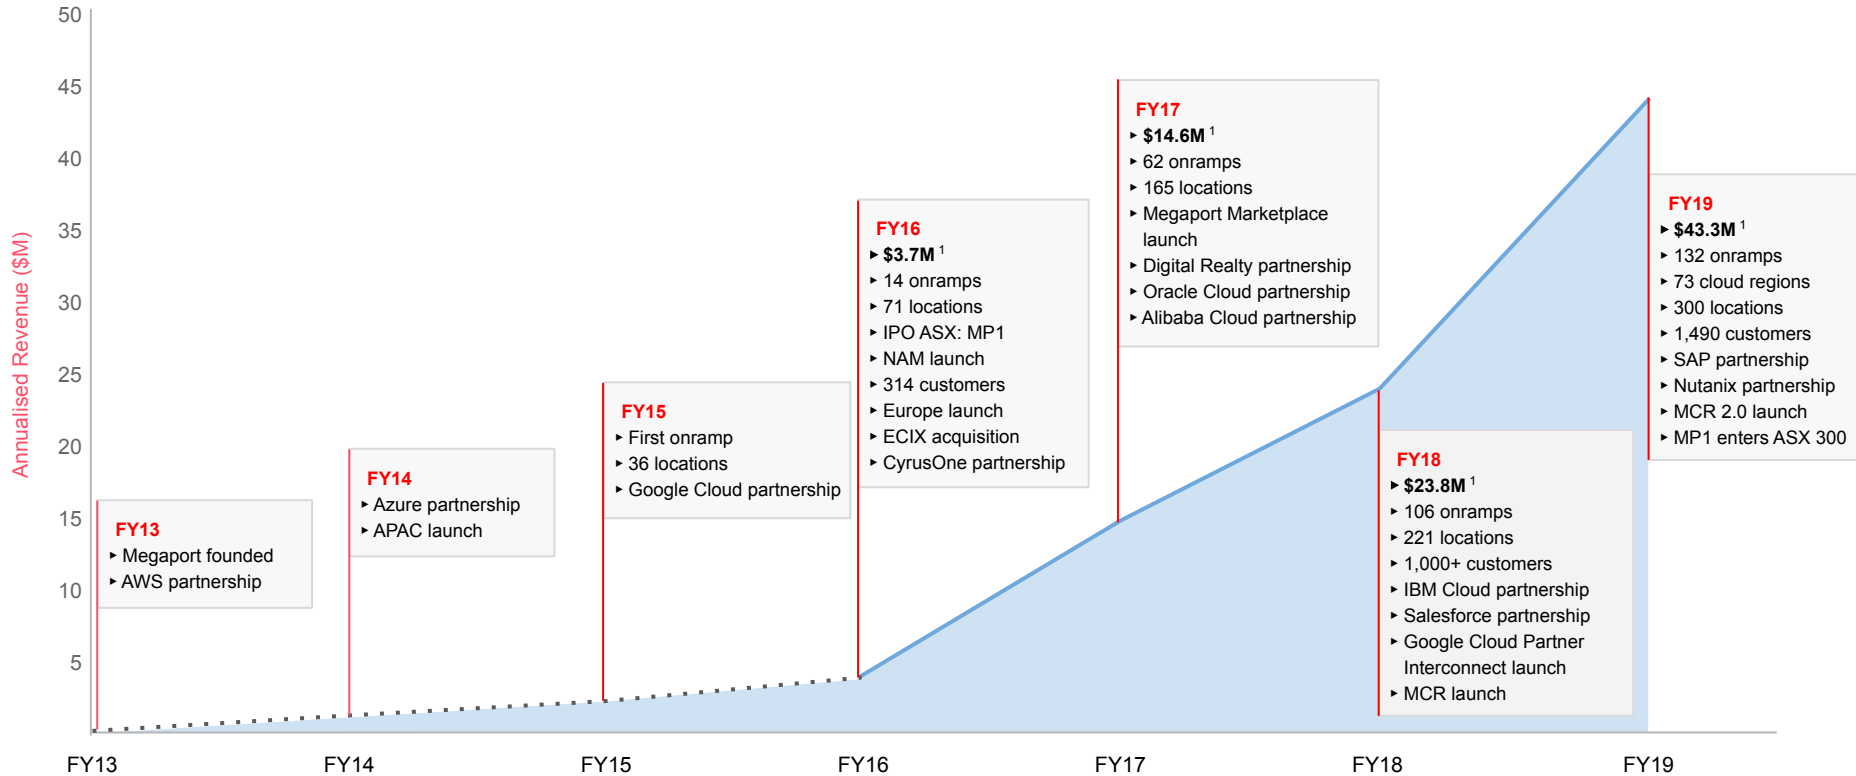 50
45
40
35
30
25
20
15
10
5
Annualised Revenue ($M)
FY13
▸ Megaport founded
▸ AWS partnership
FY14
▸ Azure partnership
▸ APAC launch
FY15
▸ First onramp
▸ 36 locations
▸ Google Cloud partnership
FY16
▸ $3.7M ¹
▸ 14 onramps
▸ 71 locations
▸ IPO ASX: MP1
▸ NAM launch
▸ 314 customers
▸ Europe launch
▸ ECIX acquisition
▸ CyrusOne partnership
FY17
▸ $14.6M ¹
▸ 62 onramps
▸ 165 locations
▸ Megaport Marketplace
launch
▸ Digital Realty partnership
▸ Oracle Cloud partnership
▸ Alibaba Cloud partnership
FY18
▸ $23.8M ¹
▸ 106 onramps
▸ 221 locations
▸ 1,000+ customers
▸ IBM Cloud partnership
▸ Salesforce partnership
▸ Google Cloud Partner
Interconnect launch
▸ MCR launch
FY19
▸ $43.3M ¹
▸ 132 onramps
▸ 73 cloud regions
▸ 300 locations
▸ 1,490 customers
▸ SAP partnership
▸ Nutanix partnership
▸ MCR 2.0 launch
▸ MP1 enters ASX 300
FY13
FY14
FY15
FY16
FY17
FY18
FY19